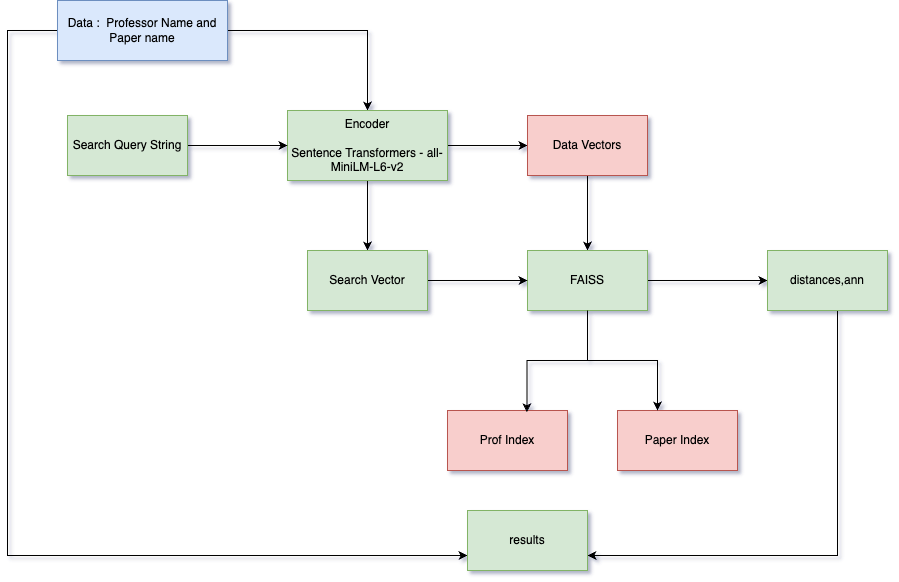 Data :  Professor Name and
Paper name
Search Query String
Encoder
Sentence Transformers - all-
MiniLM-L6-v2
Data Vectors
Search Vector
FAISS
distances,ann
Prof Index
Paper Index
results